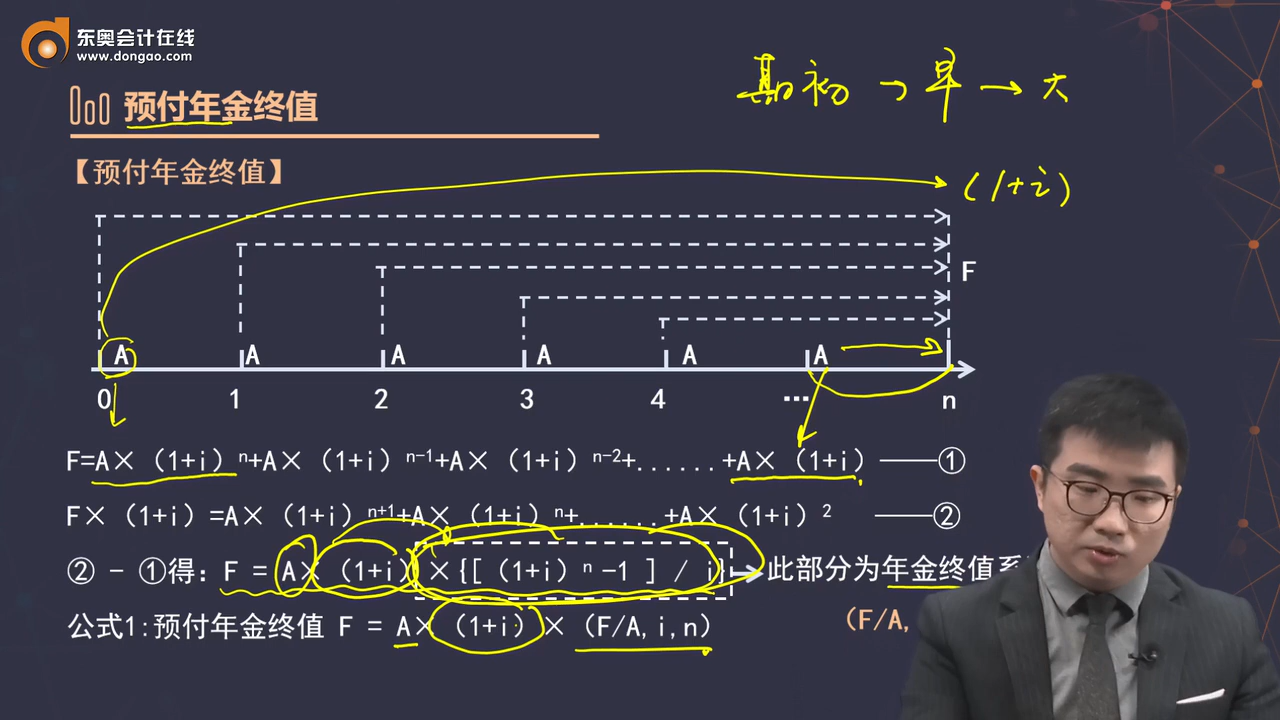 东奥会计在线
www.dongao.com
预付年金终值
期初→早→大
【预付年金终值】
(1+i)
F
A A A A A A
0 1 2 3 4 … n
F=A×（1+i）ⁿ+A×（1+i）ⁿ⁻¹+A×（1+i）ⁿ⁻²+......+A×（1+i）——①
F×（1+i）=A×（1+i）ⁿ⁺¹+A×（1+i）ⁿ+......+A×（1+i）² ——②
② - ①得：F = A×（1+i）×{[（1+i）ⁿ-1 ] / i} 此部分为年金终值系
公式1:预付年金终值 F = A×（1+i）×（F/A,i,n）
（F/A,